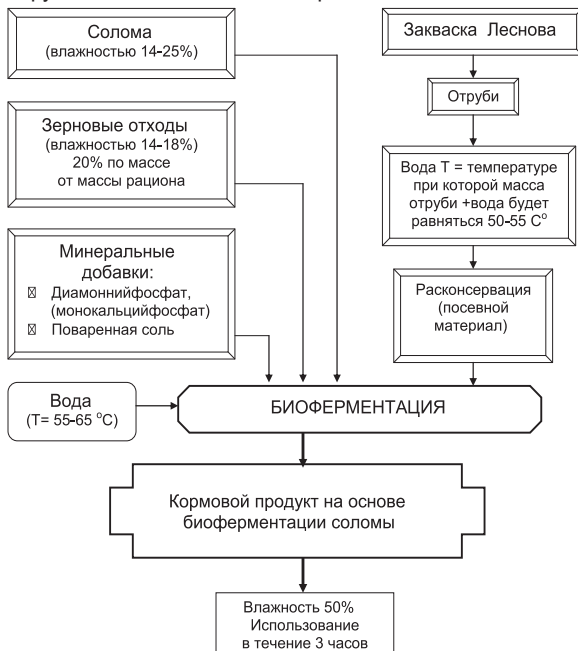 Солома
(влажностью 14-25%)
Зерновые отходы
(влажностью 14-18%)
20% по массе
от массы рациона
Минеральные
добавки:
Диамоннийфосфат,
(монокальцийфосфат)
Поваренная соль
Вода
(Т= 55-65 °С)
Закваска Леснова
Отруби
Вода Т = температуре
при которой масса
отруби +вода будет
равняться 50-55 С°
Расконсервация
(посевной
материал)
БИОФЕРМЕНТАЦИЯ
Кормовой продукт на основе
биоферментации соломы
Влажность 50%
Использование
в течение 3 часов